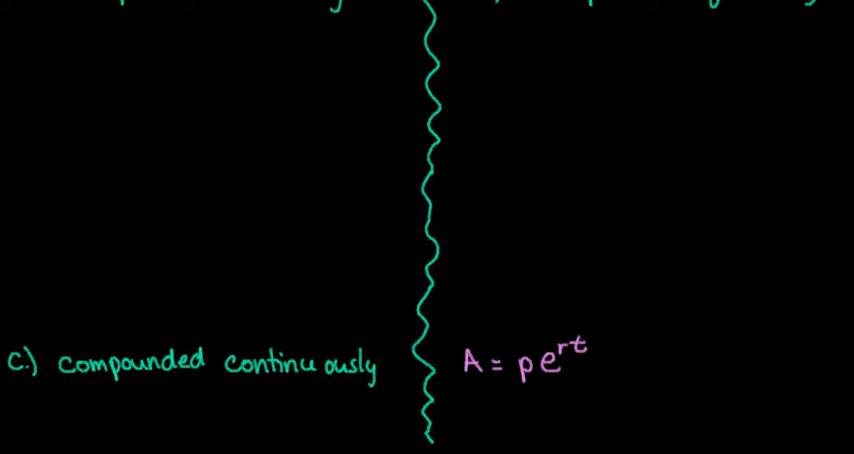 c.) compounded continuously
A = pe^{rt}